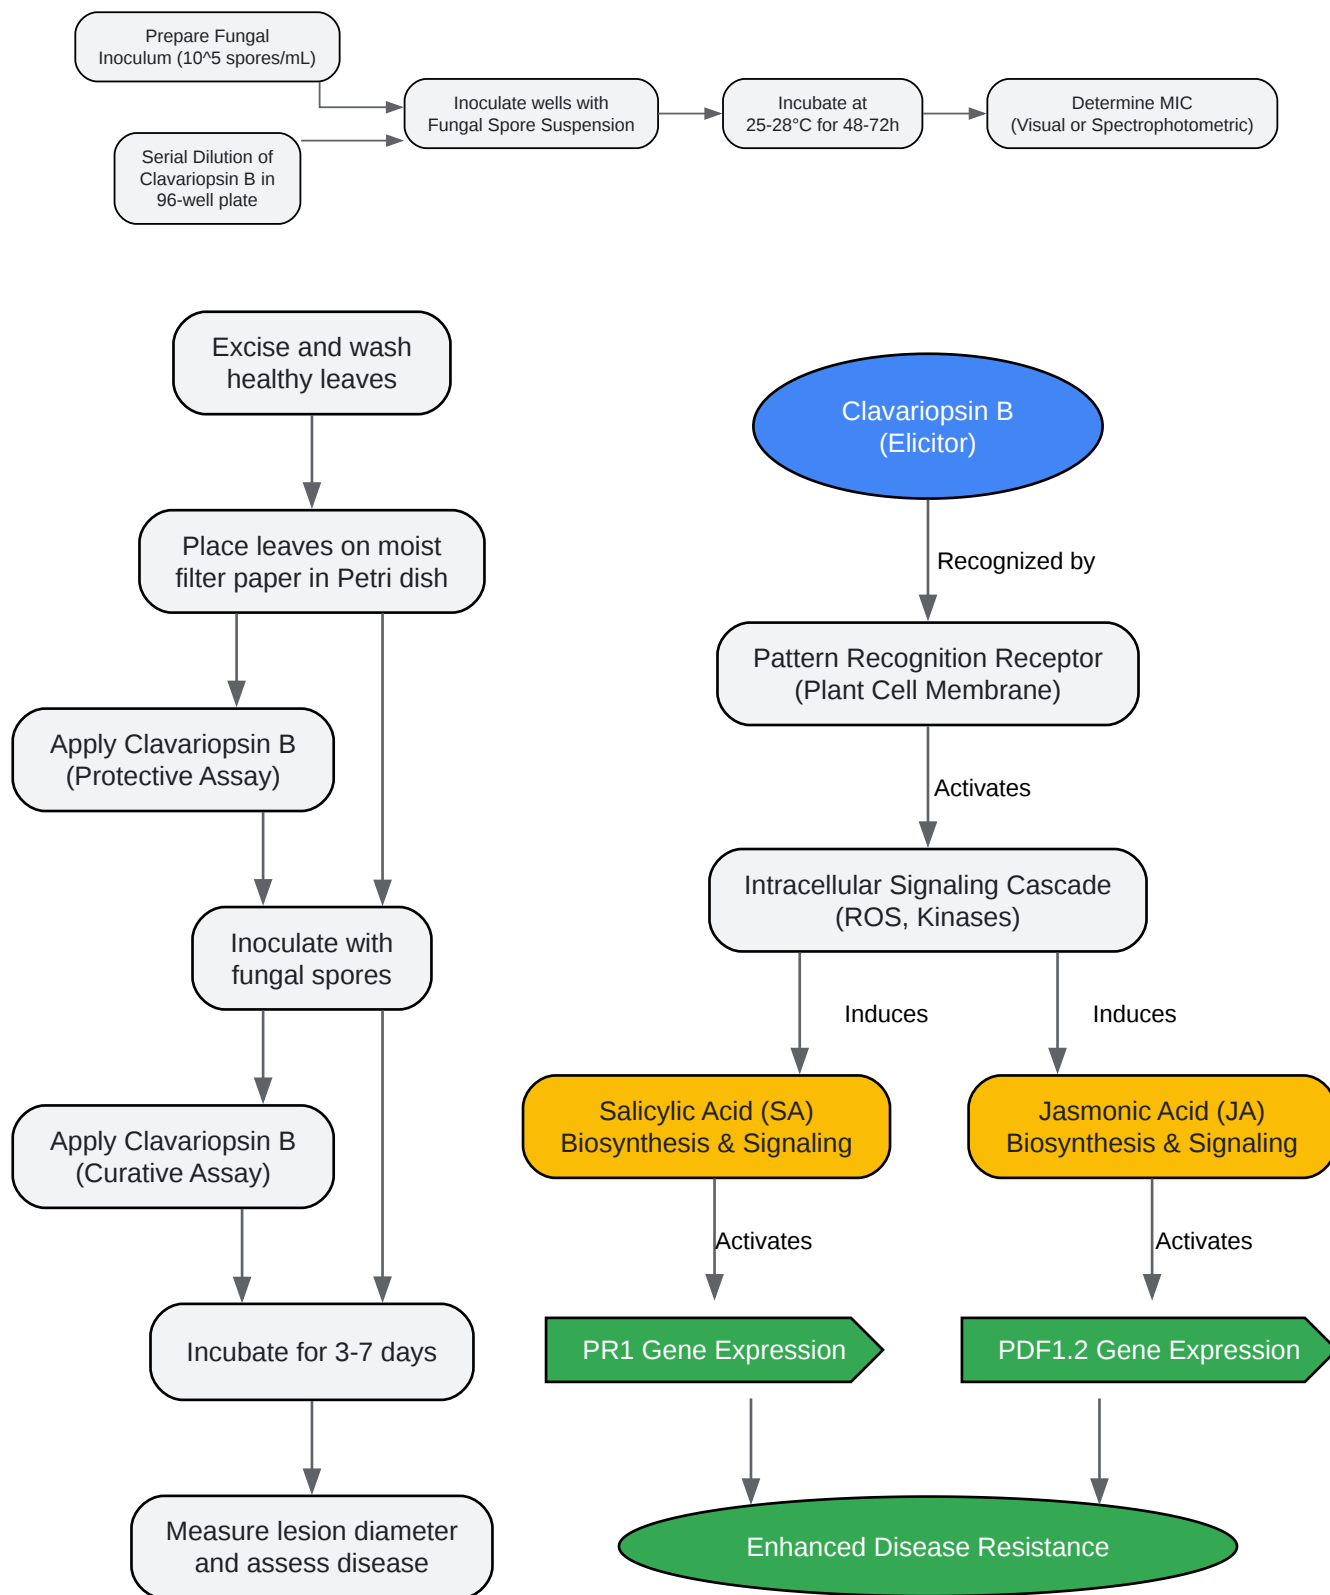 Prepare Fungal
Inoculum (10^5 spores/mL)
Serial Dilution of
Clavariopsin B in
96-well plate
Inoculate wells with
Fungal Spore Suspension
Incubate at
25-28°C for 48-72h
Determine MIC
(Visual or Spectrophotometric)
Excise and wash
healthy leaves
Place leaves on moist
filter paper in Petri dish
Apply Clavariopsin B
(Protective Assay)
Inoculate with
fungal spores
Apply Clavariopsin B
(Curative Assay)
Incubate for 3-7 days
Measure lesion diameter
and assess disease
Clavariopsin B
(Elicitor)
Recognized by
Pattern Recognition Receptor
(Plant Cell Membrane)
Activates
Intracellular Signaling Cascade
(ROS, Kinases)
Induces
Induces
Salicylic Acid (SA)
Biosynthesis & Signaling
Jasmonic Acid (JA)
Biosynthesis & Signaling
Activates
Activates
PR1 Gene Expression
PDF1.2 Gene Expression
Enhanced Disease Resistance